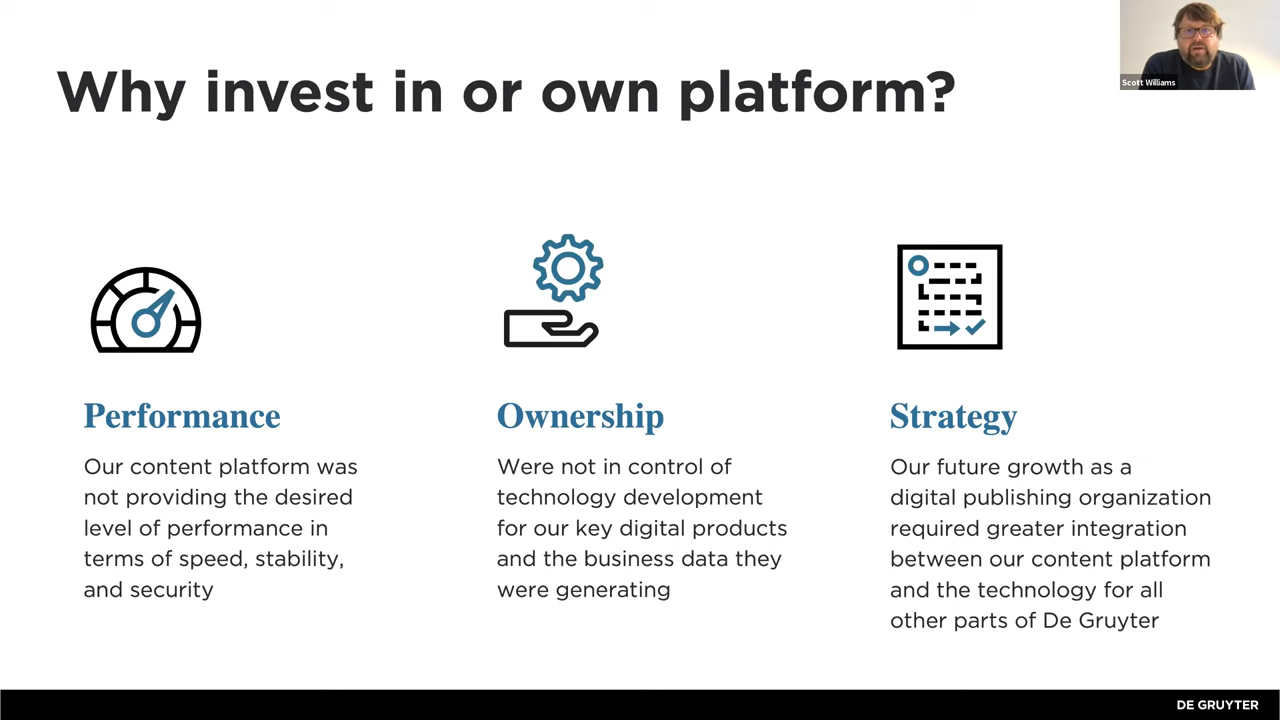 Why invest in or own platform?
Scott Williams
Performance
Our content platform was
not providing the desired
level of performance in
terms of speed, stability,
and security
Ownership
Were not in control of
technology development
for our key digital products
and the business data they
were generating
Strategy
Our future growth as a
digital publishing organization
required greater integration
between our content platform
and the technology for all
other parts of De Gruyter
DE GRUYTER